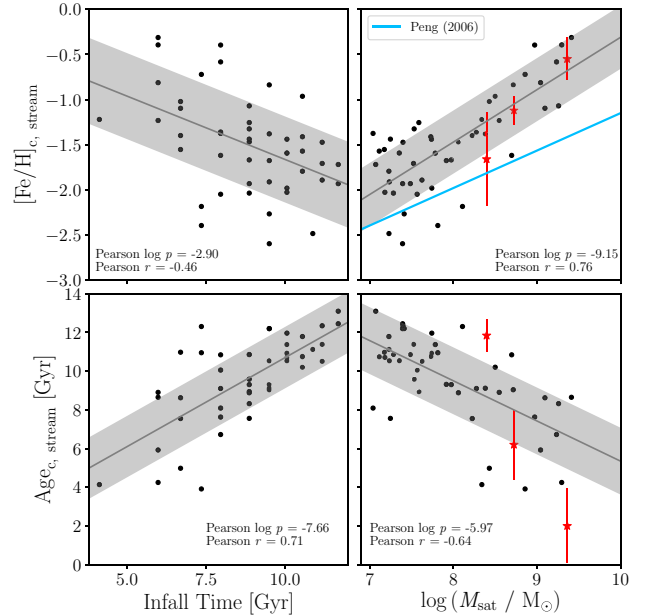 0.0
−0.5
−1.0
−1.5
−2.0
−2.5
−3.0
[Fe/H]c, stream
Pearson log p = -2.90
Pearson r = -0.46
Peng (2006)
Pearson log p = -9.15
Pearson r = 0.76
14
12
10
8
6
4
2
0
Agec, stream [Gyr]
Pearson log p = -7.66
Pearson r = 0.71
Pearson log p = -5.97
Pearson r = -0.64
5.0 7.5 10.0
Infall Time [Gyr]
7 8 9 10
log (Msat / M⊙)